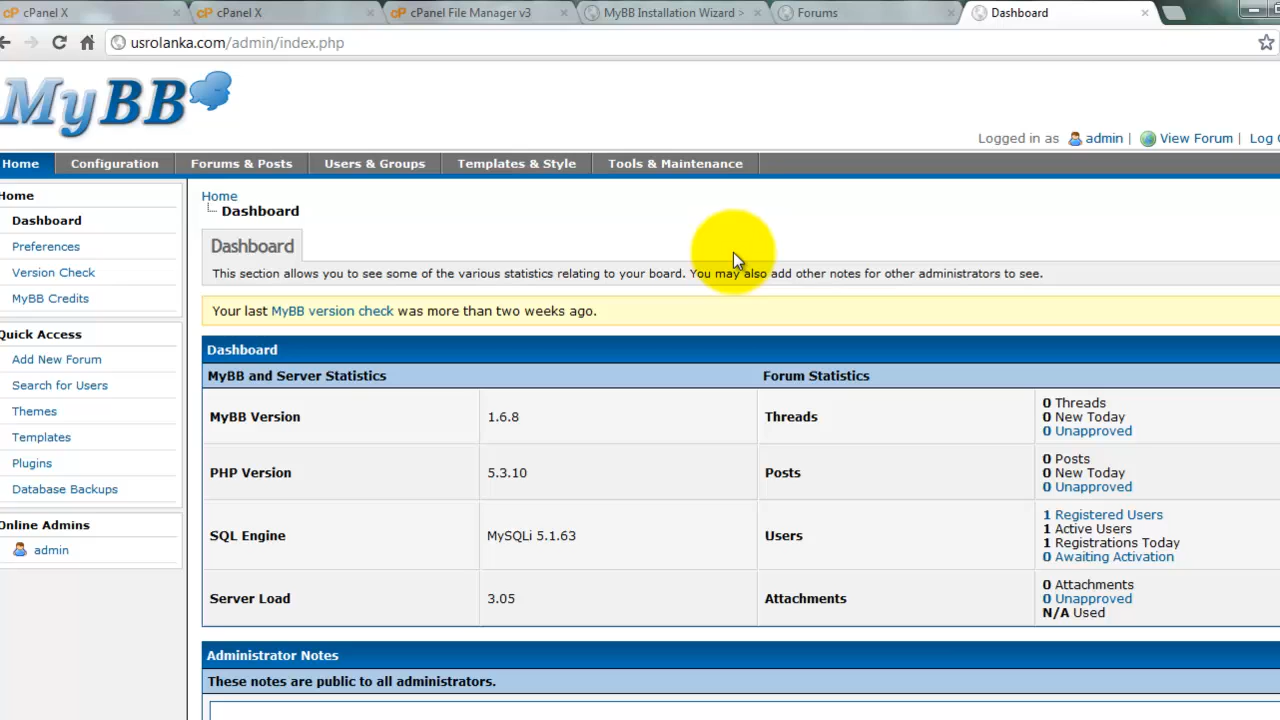 cPanel X
cPanel X
cPanel File Manager v3
MyBB Installation Wizard >
Forums
Dashboard
usrolanka.com/admin/index.php
MyBB
Logged in as admin | View Forum | Log
Home
Configuration
Forums & Posts
Users & Groups
Templates & Style
Tools & Maintenance
Home
Dashboard
Preferences
Version Check
MyBB Credits
Quick Access
Add New Forum
Search for Users
Themes
Templates
Plugins
Database Backups
Online Admins
admin
Home
Dashboard
Dashboard
This section allows you to see some of the various statistics relating to your board. You may also add other notes for other administrators to see.
Your last MyBB version check was more than two weeks ago.
Dashboard
MyBB and Server Statistics
Forum Statistics
MyBB Version
1.6.8
Threads
0 Threads
0 New Today
0 Unapproved
PHP Version
5.3.10
Posts
0 Posts
0 New Today
0 Unapproved
SQL Engine
MySQLi 5.1.63
Users
1 Registered Users
1 Active Users
1 Registrations Today
0 Awaiting Activation
Server Load
3.05
Attachments
0 Attachments
0 Unapproved
N/A Used
Administrator Notes
These notes are public to all administrators.